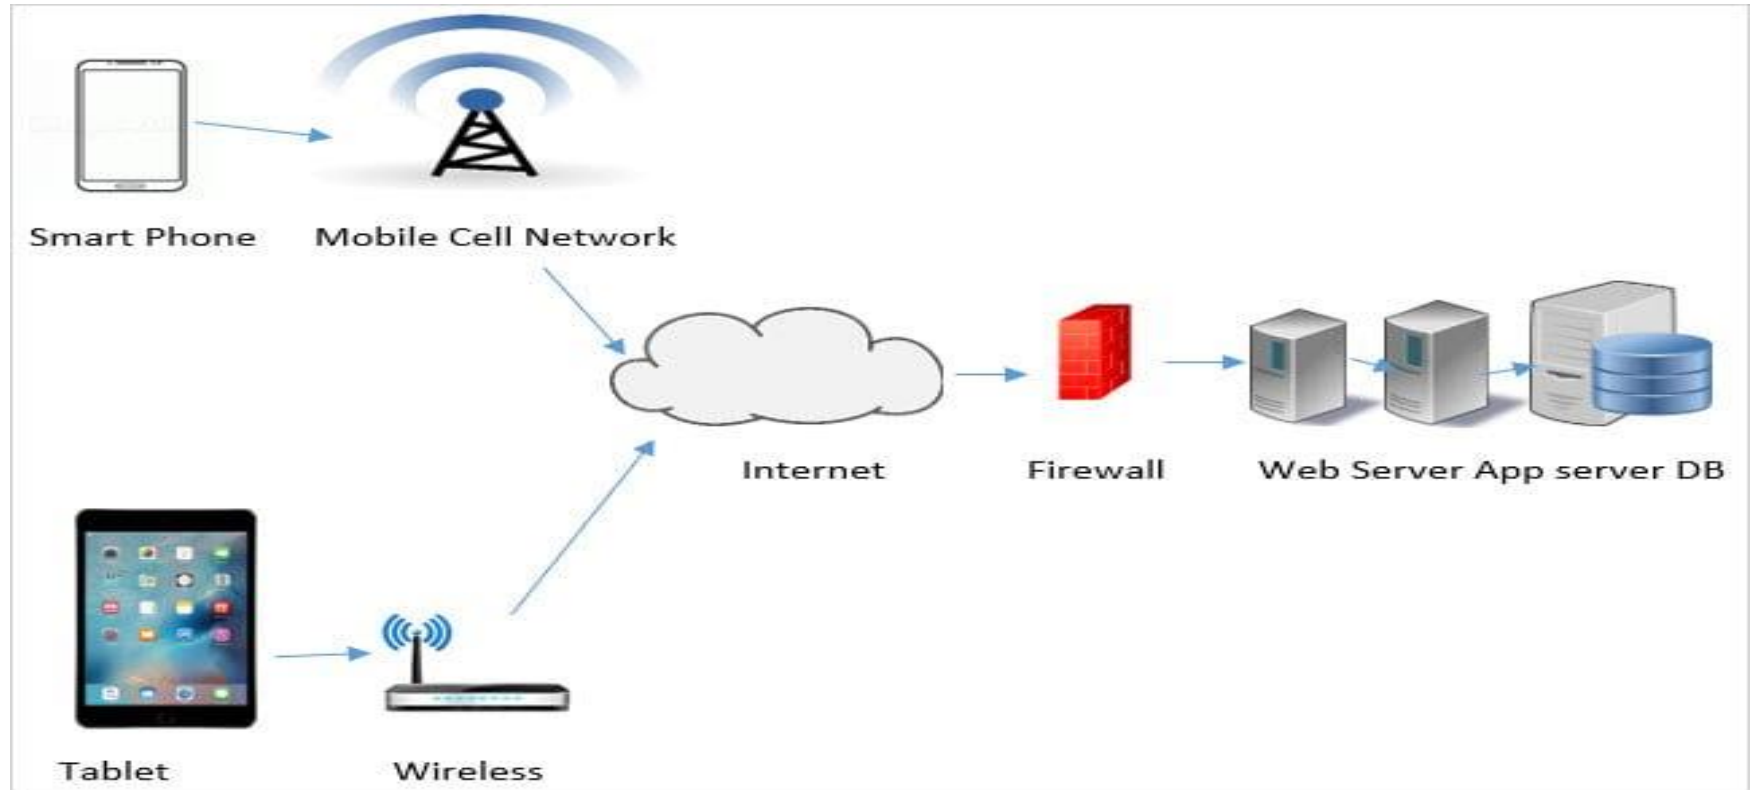 Smart Phone
Mobile Cell Network
Internet
Firewall
Web Server App server DB
Tablet
Wireless